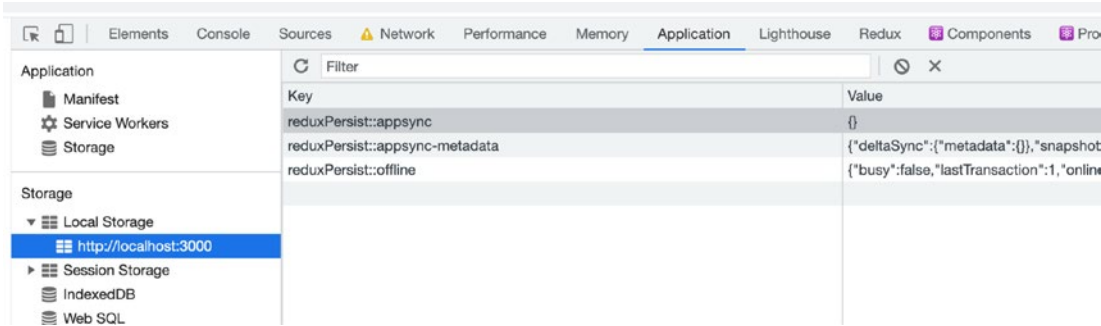 Elements Console Sources Network Performance Memory Application Lighthouse Redux Components Pro
Application
Manifest
Service Workers
Storage
Storage
Local Storage
http://localhost:3000
Session Storage
IndexedDB
Web SQL
Filter
Key Value
reduxPersist::appsync {}
reduxPersist::appsync-metadata {"deltaSync":{"metadata":{}},"snapshot
reduxPersist::offline {"busy":false,"lastTransaction":1,"online